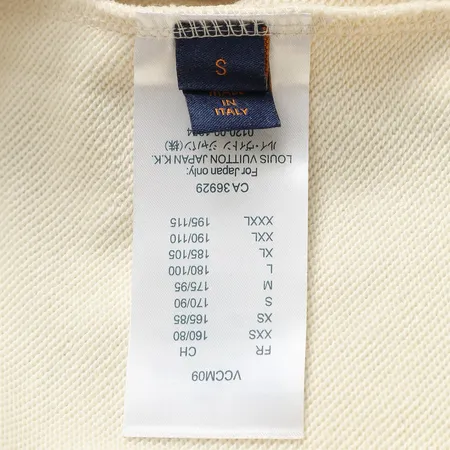 S
MADE
IN
ITALY
VCCM09
FR CH
XXS 160/80
XS 165/85
S 170/90
M 175/95
L 180/100
XL 185/105
XXL 190/110
XXXL 195/115
CA 36929
For Japan only:
LOUIS VUITTON JAPAN K.K.
ルイ・ヴィトン ジャパン(株)